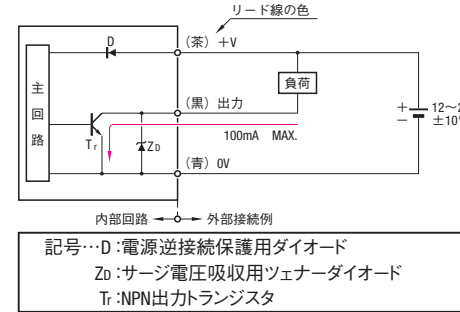 リード線の色
D
(茶) +V
主回路
負荷
(黒) 出力
+
−
12〜2
±10%
Tr
ZD
100mA MAX.
(青) 0V
内部回路
外部接続例
記号…D :電源逆接続保護用ダイオード
ZD :サージ電圧吸収用ツェナーダイオード
Tr :NPN出力トランジスタ